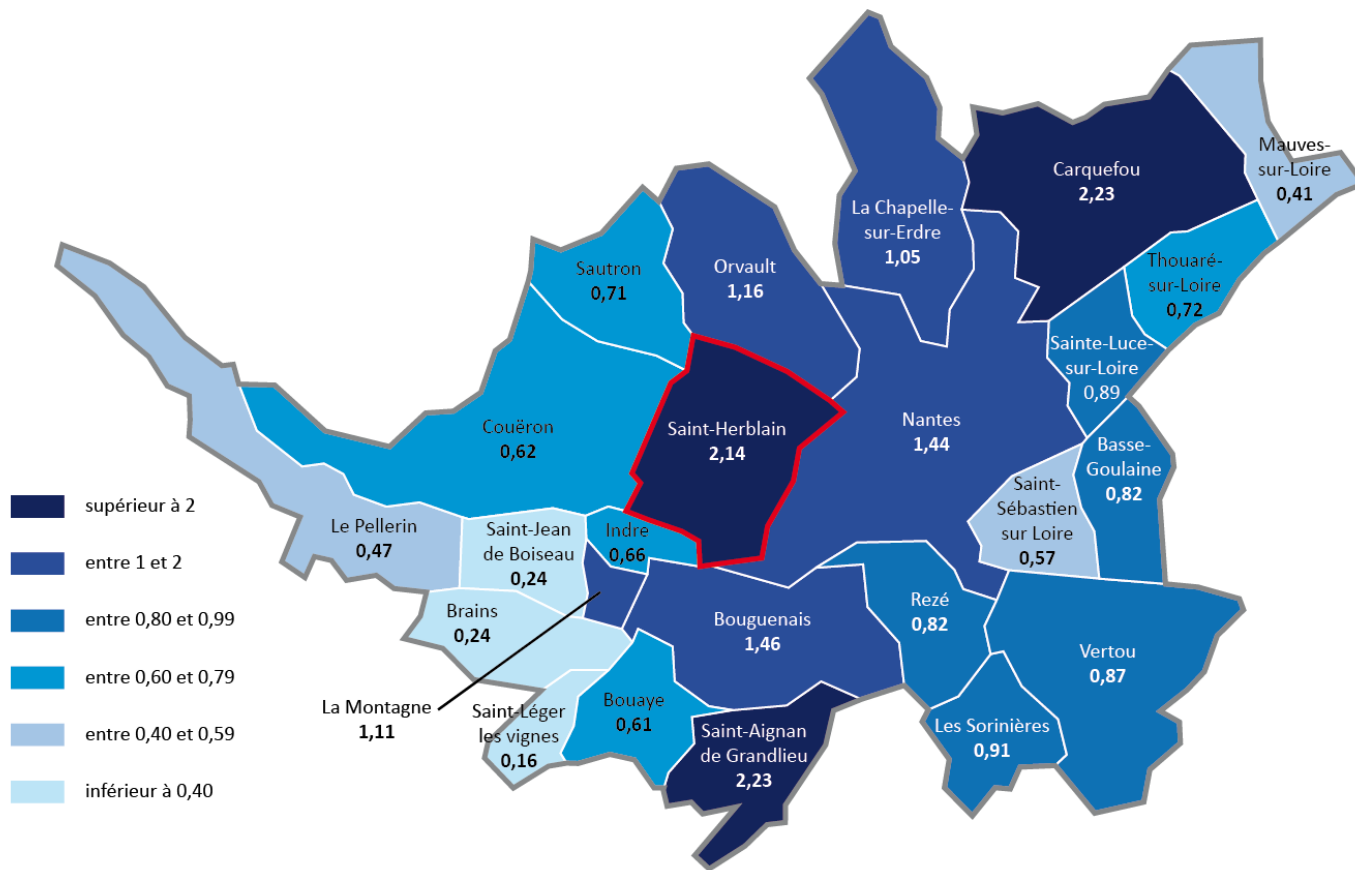 Mauves-
sur-Loire
0,41
Carquefou
2,23
La Chapelle-
sur-Erdre
1,05
Thouaré-
sur-Loire
0,72
Sautron
0,71
Orvault
1,16
Sainte-Luce-
sur-Loire
0,89
Nantes
1,44
Saint-Herblain
2,14
Couëron
0,62
Basse-
Goulaine
0,82
Saint-
Sébastien
sur Loire
0,57
Le Pellerin
0,47
Saint-Jean
de Boiseau
0,24
Indre
0,66
Brains
0,24
Bouguenais
1,46
Rezé
0,82
Vertou
0,87
La Montagne
1,11
Saint-Léger
les vignes
0,16
Bouaye
0,61
Saint-Aignan
de Grandlieu
2,23
Les Sorinières
0,91
supérieur à 2
entre 1 et 2
entre 0,80 et 0,99
entre 0,60 et 0,79
entre 0,40 et 0,59
inférieur à 0,40